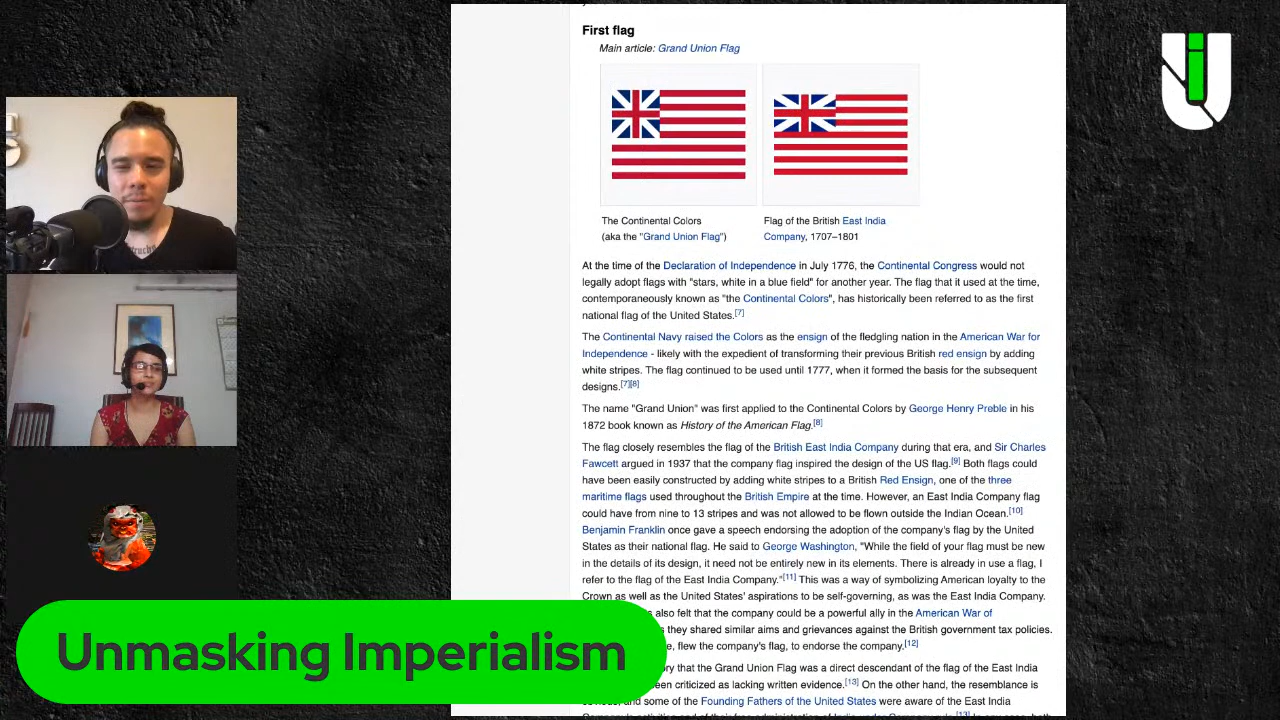 First flag
Main article: Grand Union Flag
The Continental Colors
(aka the "Grand Union Flag")
Flag of the British East India
Company, 1707–1801
At the time of the Declaration of Independence in July 1776, the Continental Congress would not
legally adopt flags with "stars, white in a blue field" for another year. The flag that it used at the time,
contemporaneously known as "the Continental Colors", has historically been referred to as the first
national flag of the United States.[7]
The Continental Navy raised the Colors as the ensign of the fledgling nation in the American War for
Independence - likely with the expedient of transforming their previous British red ensign by adding
white stripes. The flag continued to be used until 1777, when it formed the basis for the subsequent
designs.[7][8]
The name "Grand Union" was first applied to the Continental Colors by George Henry Preble in his
1872 book known as History of the American Flag.[8]
The flag closely resembles the flag of the British East India Company during that era, and Sir Charles
Fawcett argued in 1937 that the company flag inspired the design of the US flag.[9] Both flags could
have been easily constructed by adding white stripes to a British Red Ensign, one of the three
maritime flags used throughout the British Empire at the time. However, an East India Company flag
could have from nine to 13 stripes and was not allowed to be flown outside the Indian Ocean.[10]
Benjamin Franklin once gave a speech endorsing the adoption of the company's flag by the United
States as their national flag. He said to George Washington, "While the field of your flag must be new
in the details of its design, it need not be entirely new in its elements. There is already in use a flag, I
refer to the flag of the East India Company."[11] This was a way of symbolizing American loyalty to the
Crown as well as the United States' aspirations to be self-governing, as was the East India Company.
also felt that the company could be a powerful ally in the American War of
they shared similar aims and grievances against the British government tax policies.
flew the company's flag, to endorse the company.[12]
that the Grand Union Flag was a direct descendant of the flag of the East India
been criticized as lacking written evidence.[13] On the other hand, the resemblance is
and some of the Founding Fathers of the United States were aware of the East India
Unmasking Imperialism